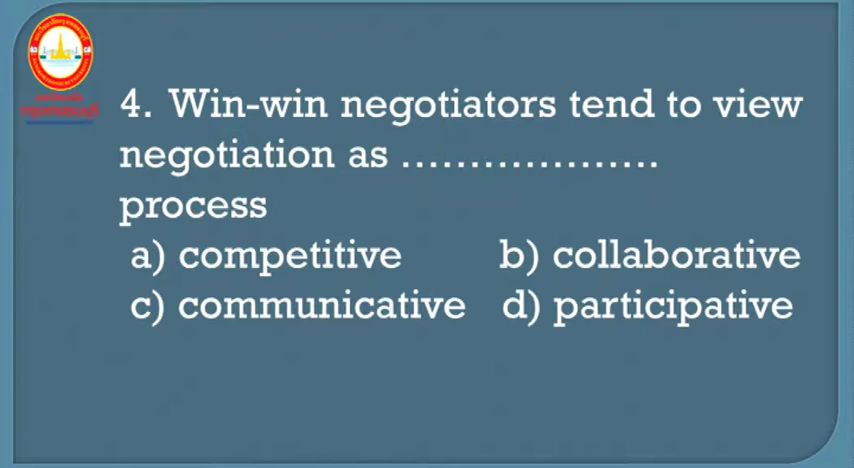 4. Win-win negotiators tend to view
negotiation as ...................
process
a) competitive b) collaborative
c) communicative d) participative